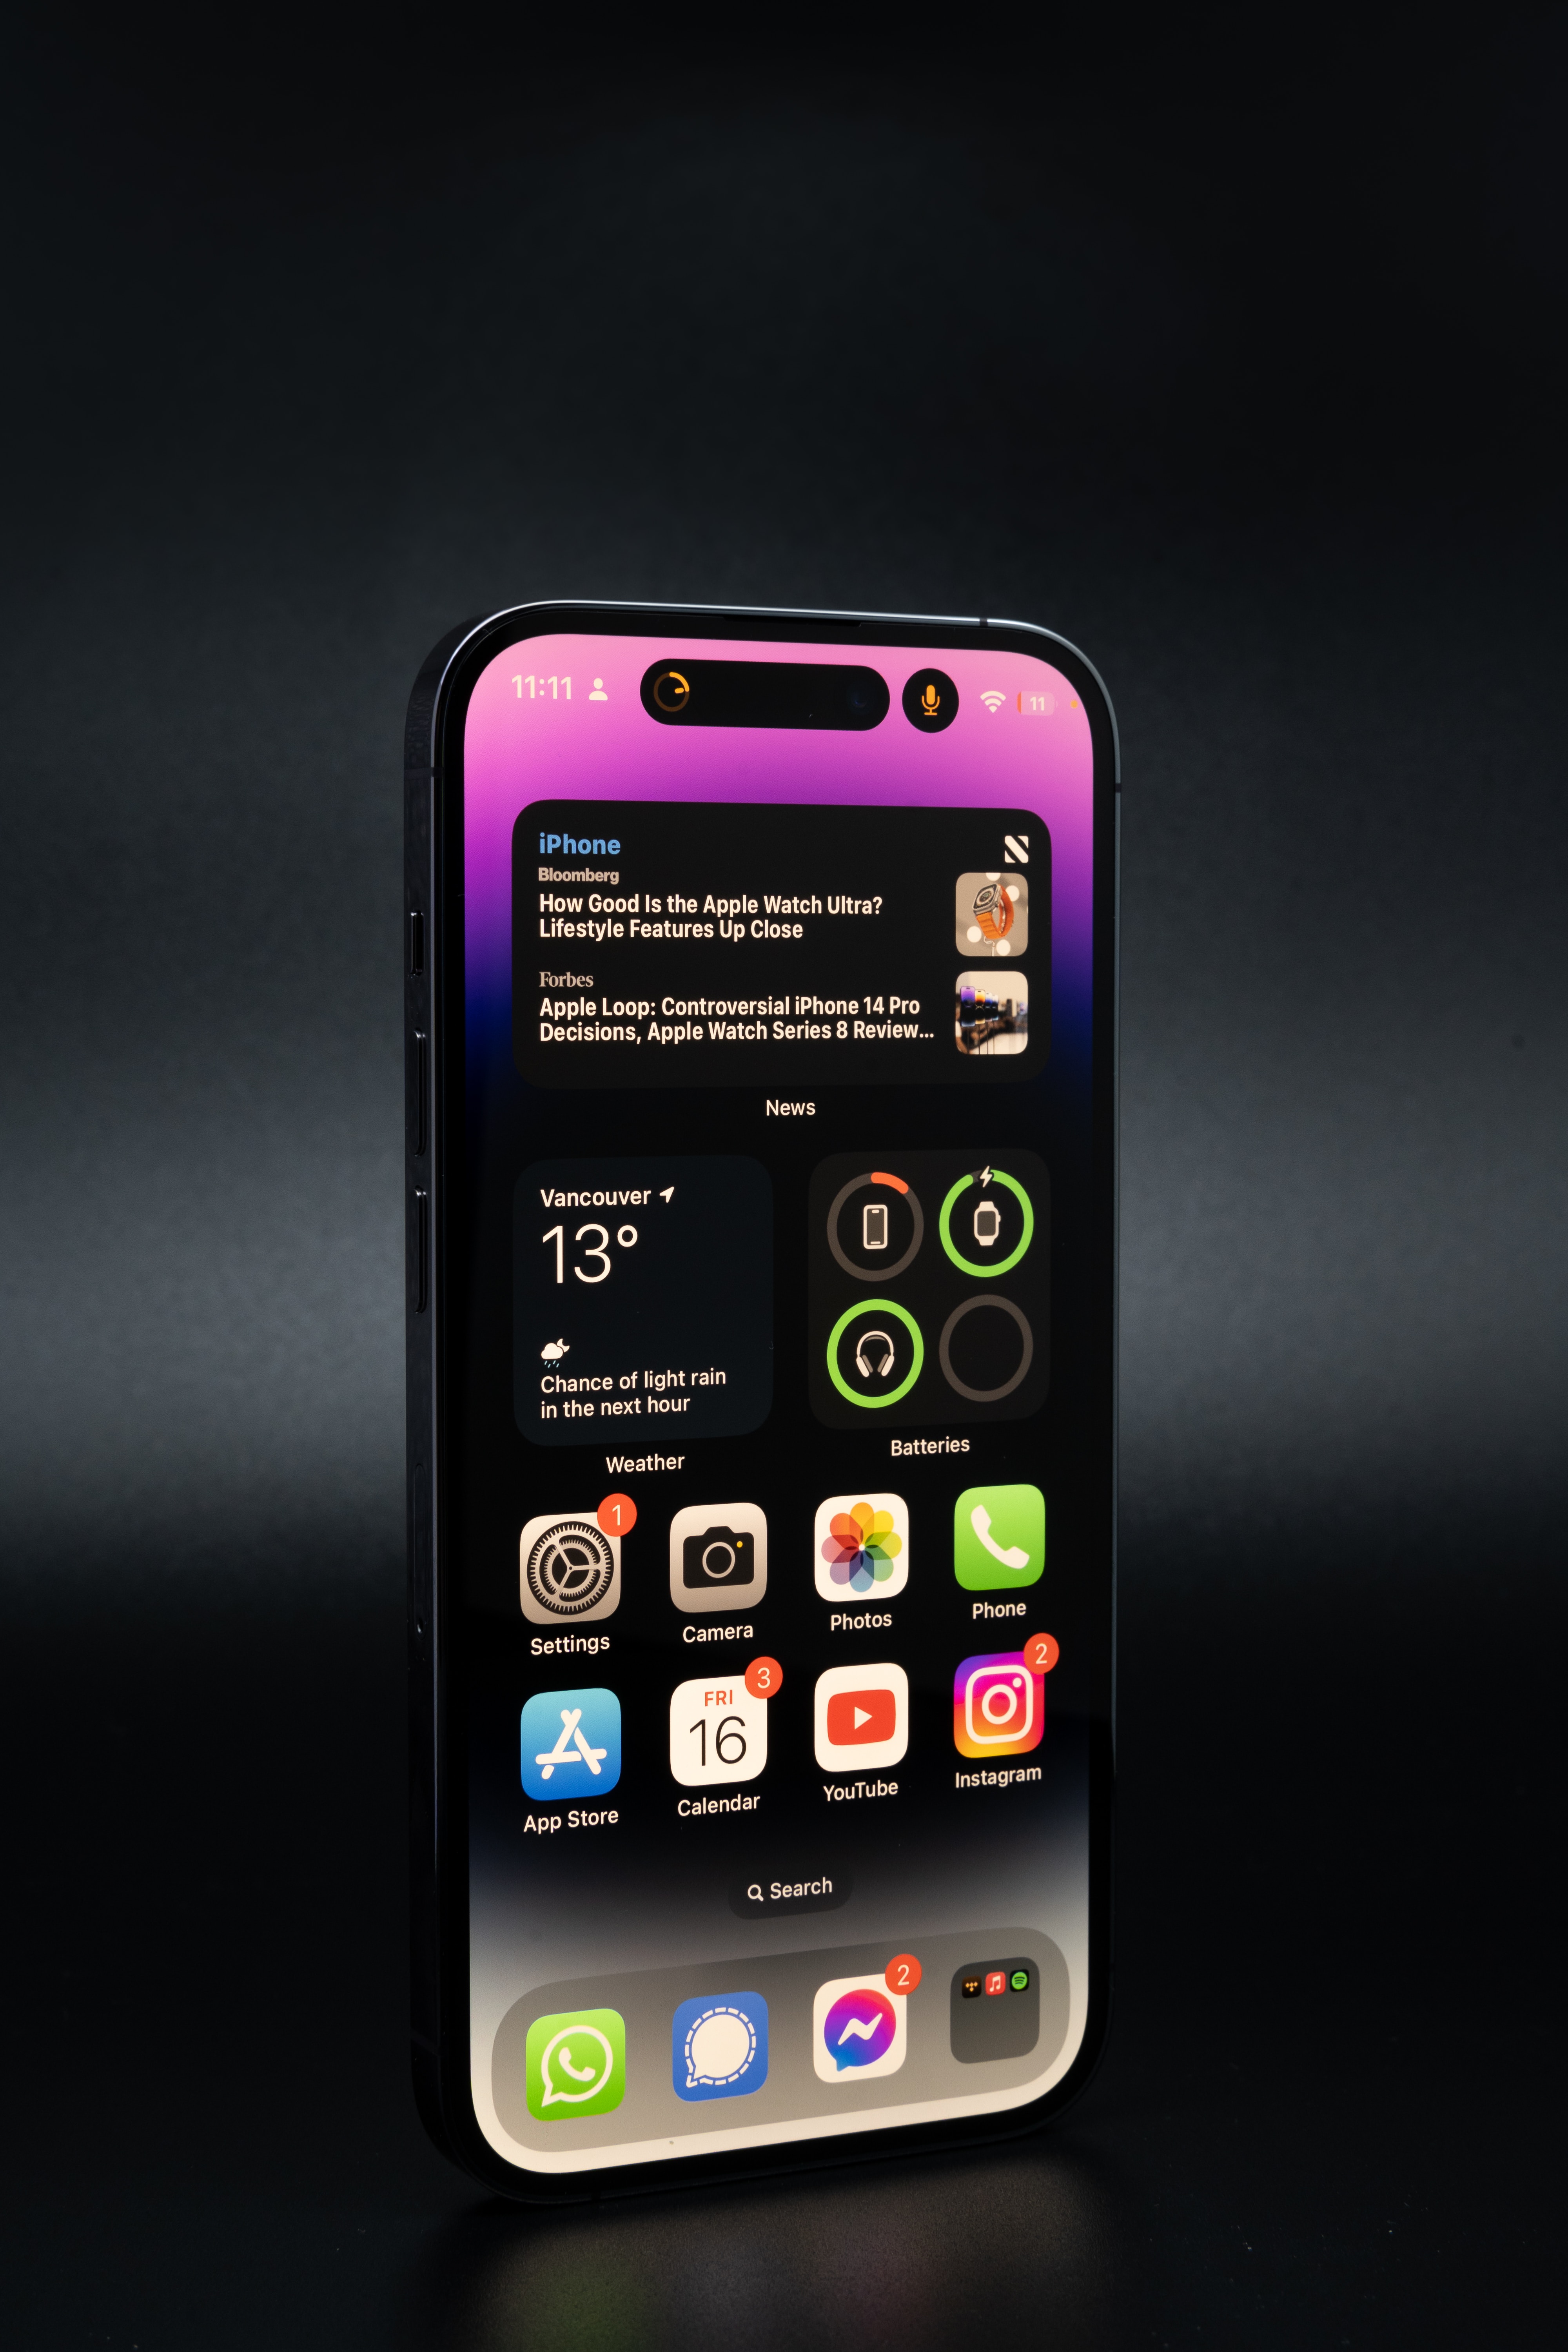 11:11
11
iPhone
Bloomberg
How Good Is the Apple Watch Ultra?
Lifestyle Features Up Close
Forbes
Apple Loop: Controversial iPhone 14 Pro
Decisions, Apple Watch Series 8 Review...
News
Vancouver
13°
Chance of light rain
in the next hour
Weather
Batteries
1
Settings
Camera
Photos
Phone
3
2
FRI
16
App Store
Calendar
YouTube
Instagram
Search
2